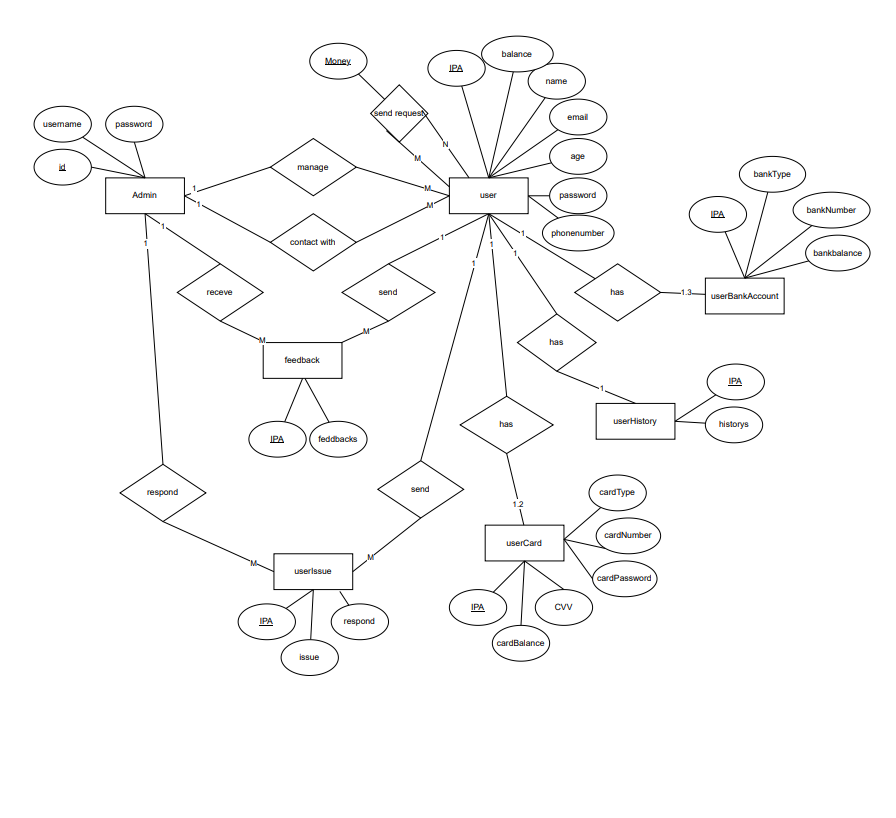 Money
IPA
balance
name
send request
email
username
password
N
age
M
id
manage
1
M
Admin
user
password
1
M
contact with
phonenumber
bankType
IPA
bankNumber
bankbalance
1
1
1
1
1
1
1
receve
send
has
1.3
userBankAccount
M
M
has
feedback
1
IPA
userHistory
historys
has
IPA
feddbacks
respond
send
cardType
1.2
cardNumber
userCard
M
M
userIssue
cardPassword
IPA
respond
IPA
CVV
issue
cardBalance